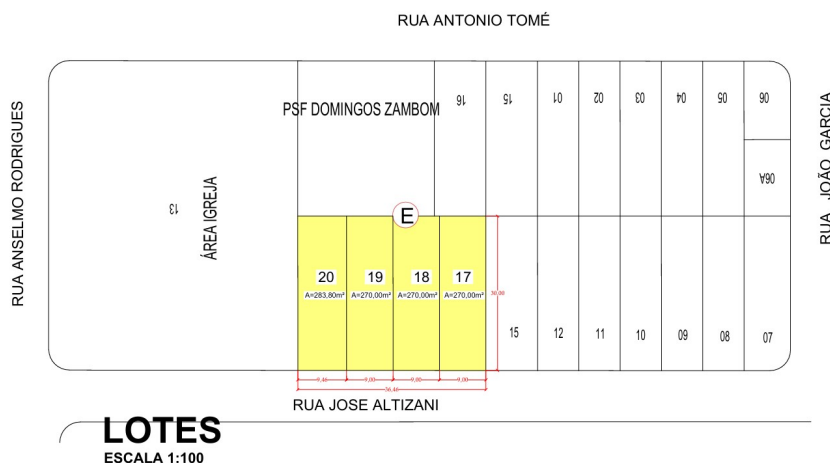 RUA ANTONIO TOMÉ
RUA ANSELMO RODRIGUES
RUA JOÃO GARCIA
PSF DOMINGOS ZAMBOM
16
15
01
02
03
04
05
06
06A
13
ÁREA IGREJA
E
20
A=283,80m²
19
A=270,00m²
18
A=270,00m²
17
A=270,00m²
30,00
15
12
11
10
09
08
07
9,46
9,00
9,00
9,00
36,46
RUA JOSE ALTIZANI
LOTES
ESCALA 1:100